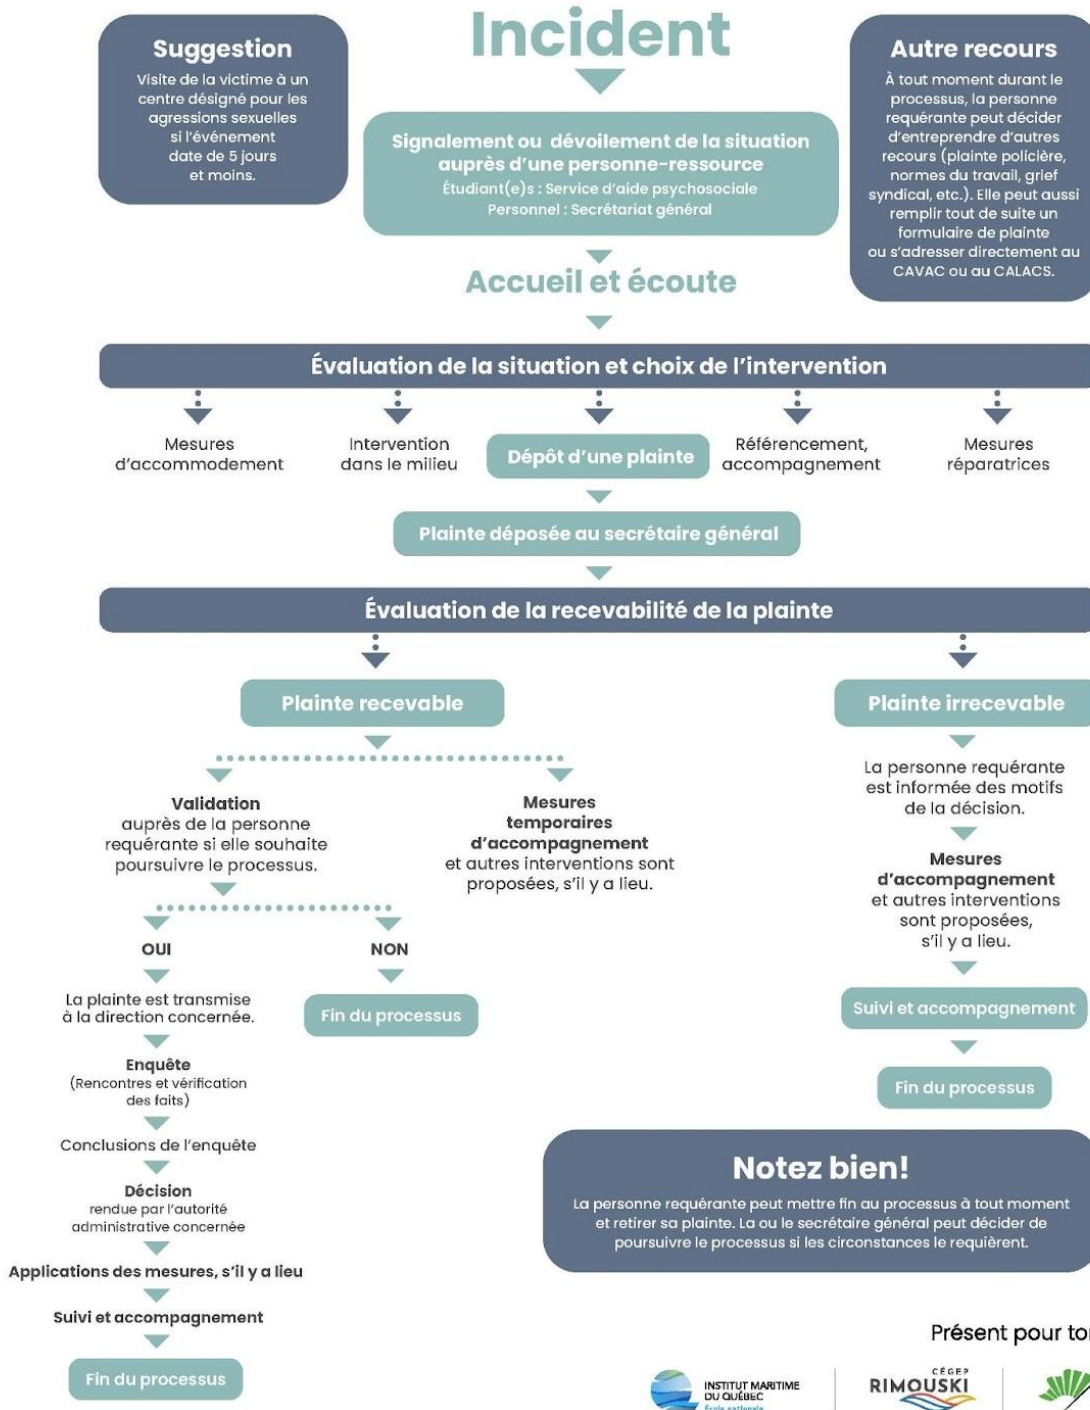 Incident
Suggestion
Visite de la victime à un
centre désigné pour les
agressions sexuelles
si l'événement
date de 5 jours
et moins.
Signalement ou dévoilement de la situation
auprès d'une personne-ressource
Étudiant(e)s : Service d'aide psychosociale
Personnel : Secrétariat général
Autre recours
À tout moment durant le
processus, la personne
requérante peut décider
d'entreprendre d'autres
recours (plainte policière,
normes du travail, grief
syndical, etc.). Elle peut aussi
remplir tout de suite un
formulaire de plainte
ou s'adresser directement au
CAVAC ou au CALACS.
Accueil et écoute
Évaluation de la situation et choix de l'intervention
Mesures
d'accommodement
Intervention
dans le milieu
Dépôt d'une plainte
Référencement,
accompagnement
Mesures
réparatrices
Plainte déposée au secrétaire général
Évaluation de la recevabilité de la plainte
Plainte recevable
Validation
auprès de la personne
requérante si elle souhaite
poursuivre le processus.
Mesures
temporaires
d'accompagnement
et autres interventions sont
proposées, s'il y a lieu.
OUI
NON
La plainte est transmise
à la direction concernée.
Fin du processus
Enquête
(Rencontres et vérification
des faits)
Conclusions de l'enquête
Décision
rendue par l'autorité
administrative concernée
Applications des mesures, s'il y a lieu
Suivi et accompagnement
Fin du processus
Plainte irrecevable
La personne requérante
est informée des motifs
de la décision.
Mesures
d'accompagnement
et autres interventions
sont proposées,
s'il y a lieu.
Suivi et accompagnement
Fin du processus
Notez bien!
La personne requérante peut mettre fin au processus à tout moment
et retirer sa plainte. La ou le secrétaire général peut décider de
poursuivre le processus si les circonstances le requièrent.
Présent pour
INSTITUT MARITIME
DU QUÉBEC
École nationale
CÉGEP
RIMOUSKI